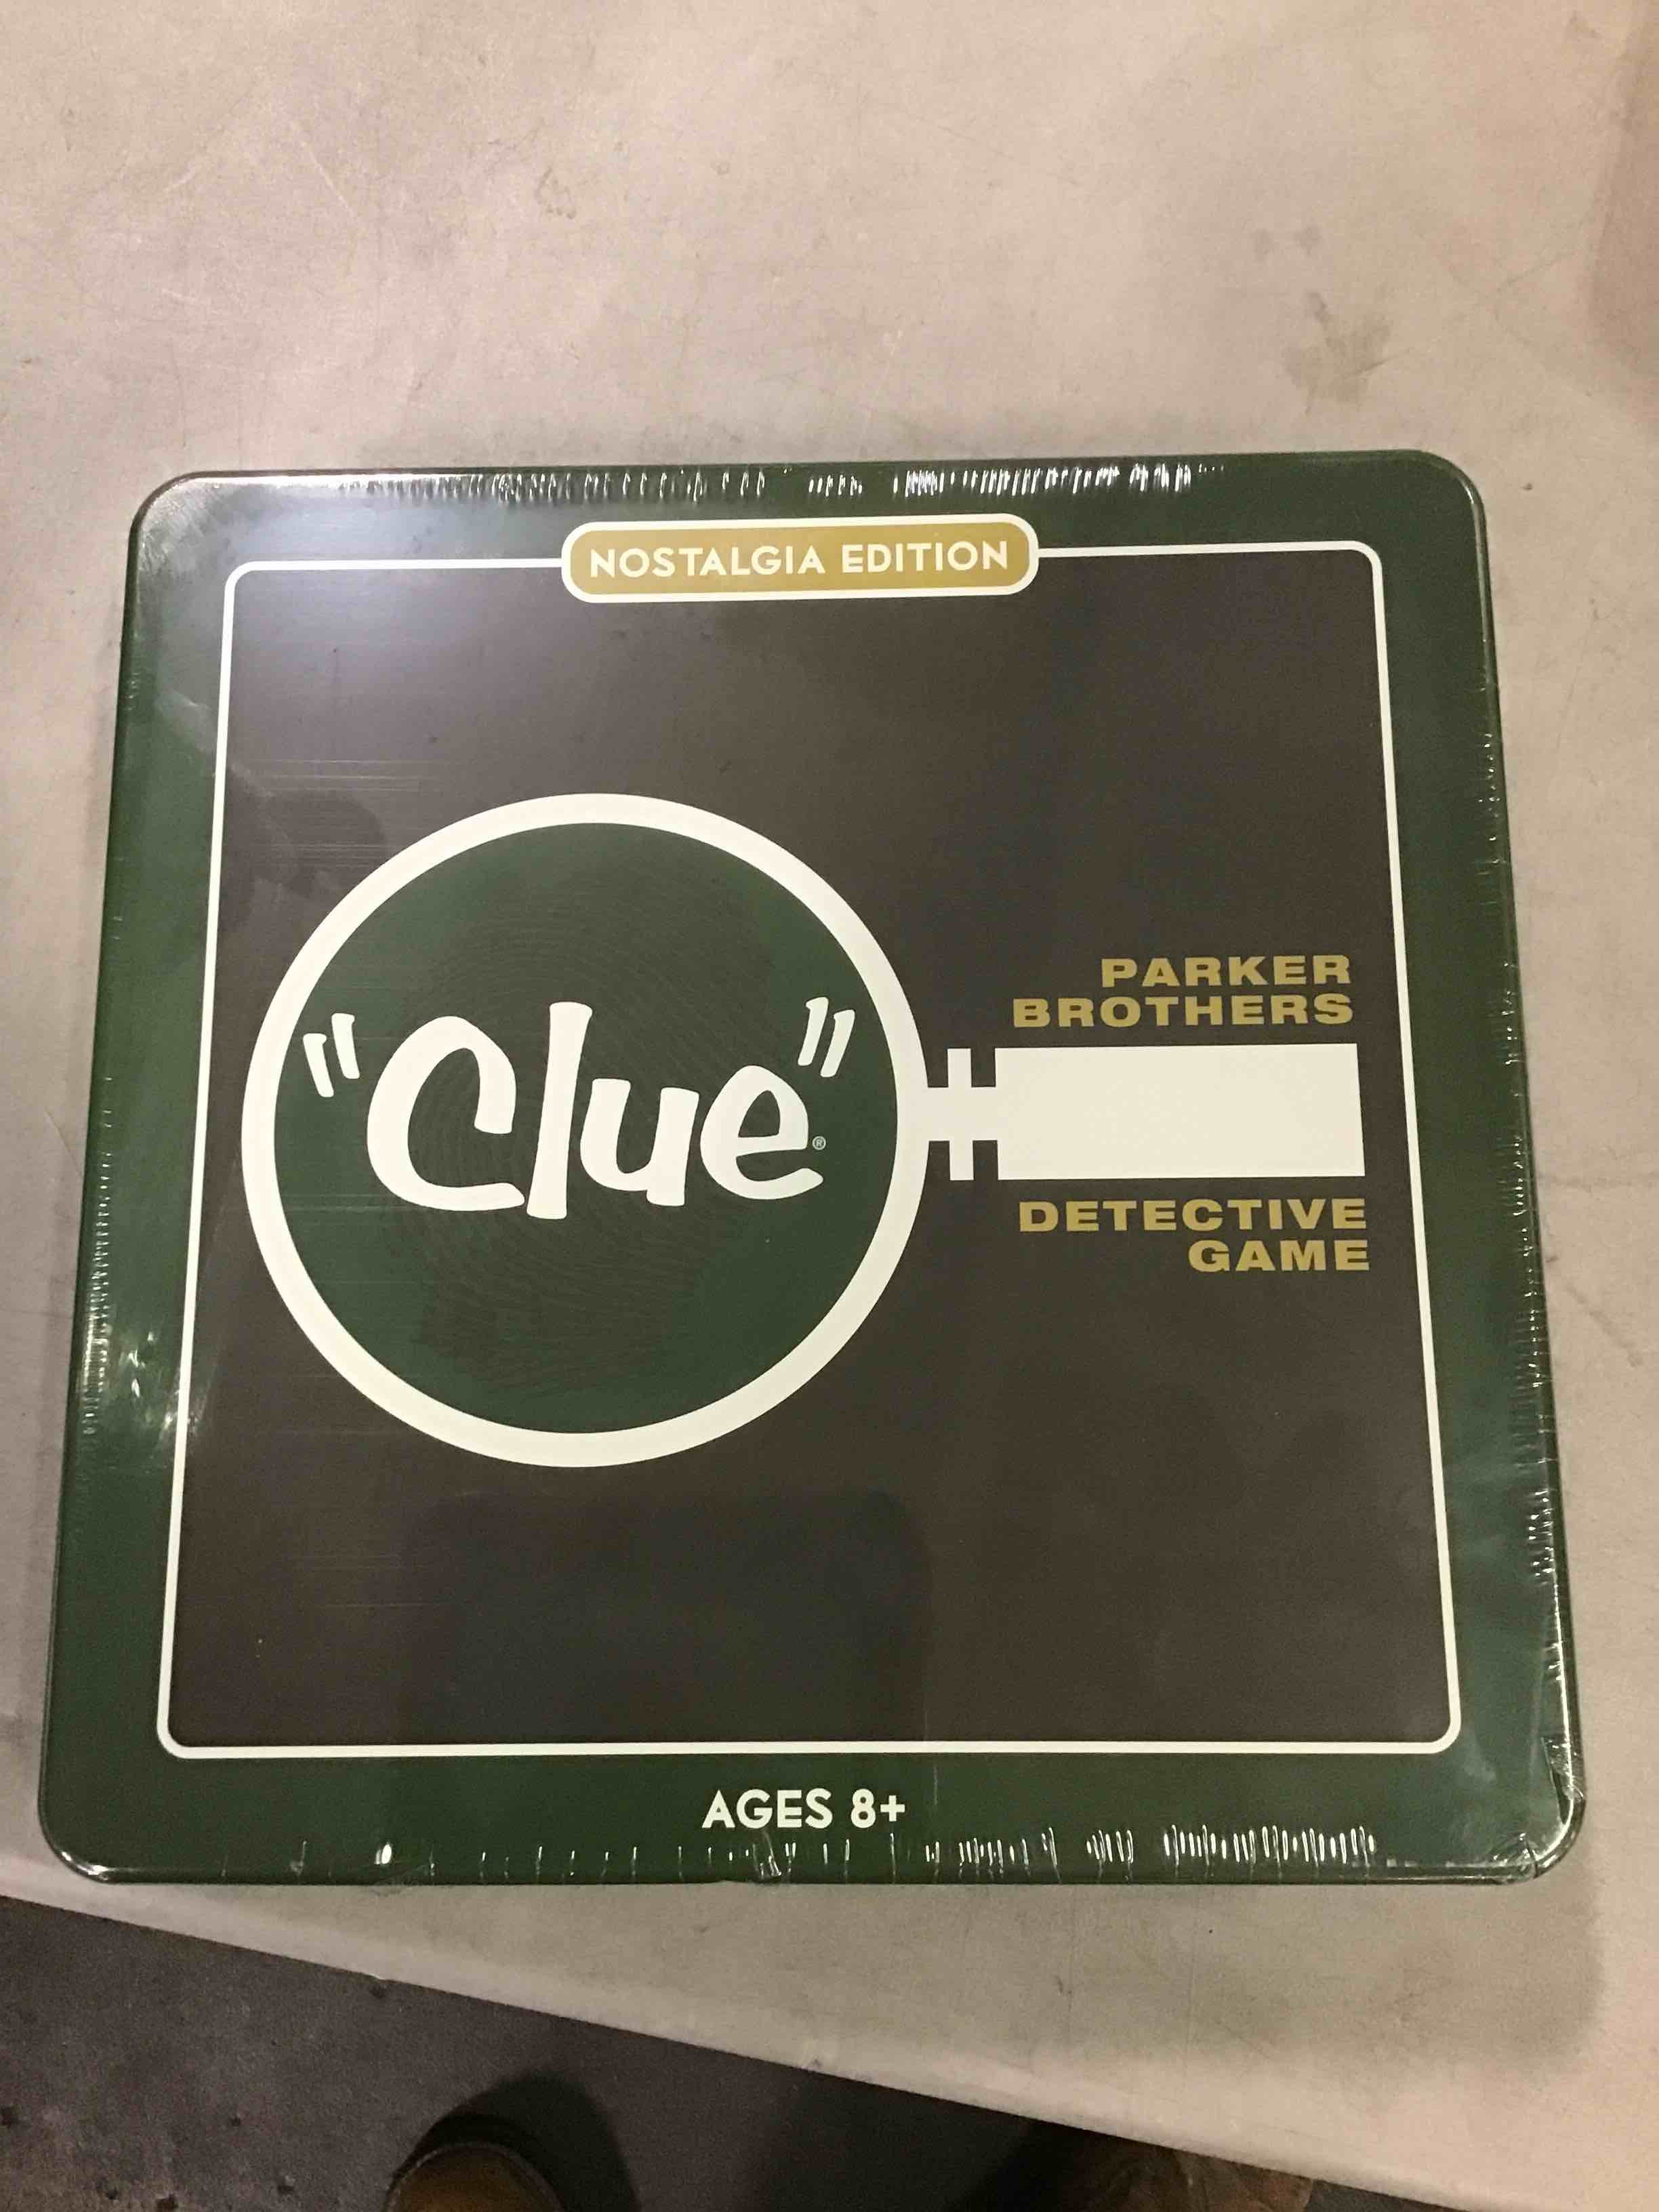 NOSTALGIA EDITION
PARKER
BROTHERS
"Clue"®
DETECTIVE
GAME
AGES 8+